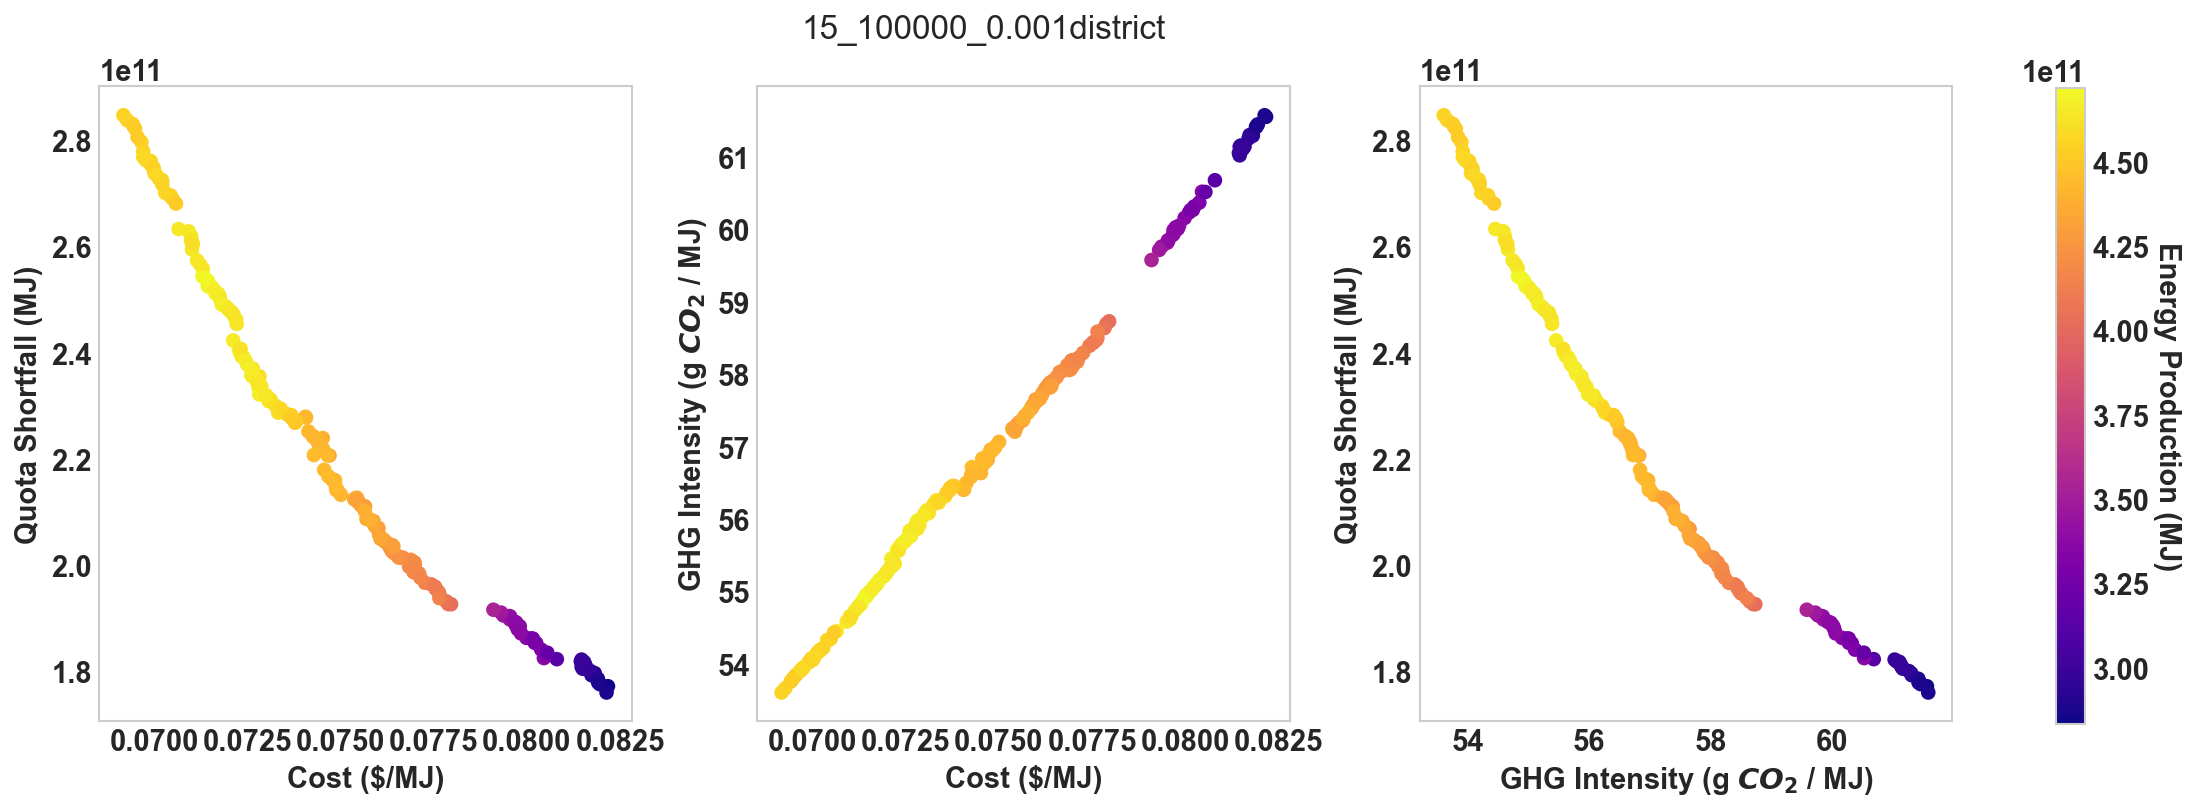 15_100000_0.001district
1e11
2.8
2.6
2.4
2.2
2.0
1.8
Quota Shortfall (MJ)
0.0700 0.0725 0.0750 0.0775 0.0800 0.0825
Cost ($/MJ)
61
60
59
58
57
56
55
54
GHG Intensity (g CO₂ / MJ)
0.0700 0.0725 0.0750 0.0775 0.0800 0.0825
Cost ($/MJ)
1e11
2.8
2.6
2.4
2.2
2.0
1.8
Quota Shortfall (MJ)
54 56 58 60
GHG Intensity (g CO₂ / MJ)
1e11
4.50
4.25
4.00
3.75
3.50
3.25
3.00
Energy Production (MJ)